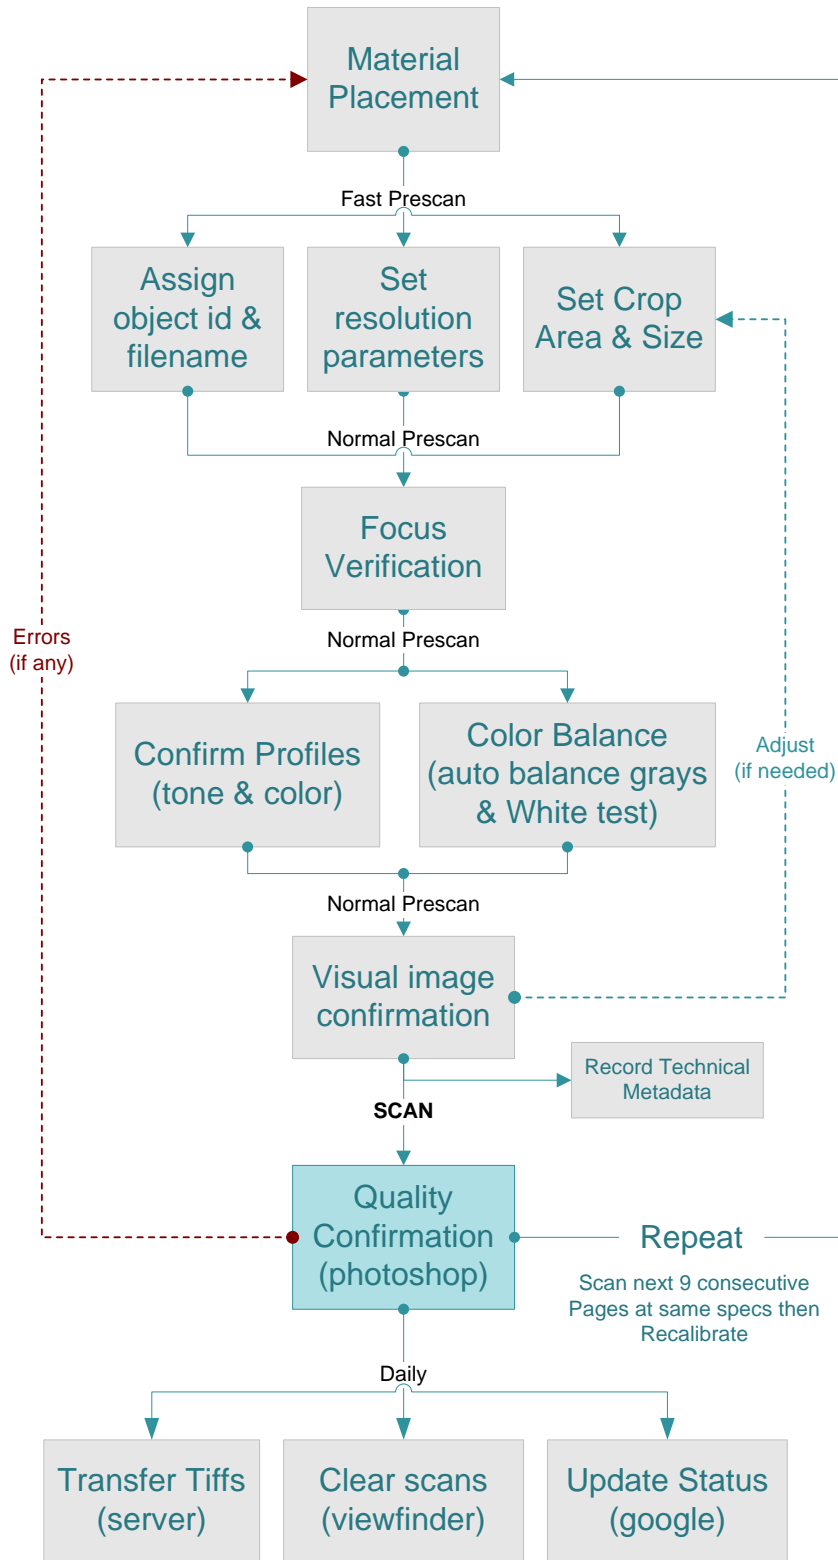 Material
Placement
Fast Prescan
Assign
object id &
filename
Set
resolution
parameters
Set Crop
Area & Size
Normal Prescan
Focus
Verification
Errors
(if any)
Normal Prescan
Confirm Profiles
(tone & color)
Color Balance
(auto balance grays
& White test)
Adjust
(if needed)
Normal Prescan
Visual image
confirmation
Record Technical
Metadata
SCAN
Quality
Confirmation
(photoshop)
Repeat
Scan next 9 consecutive
Pages at same specs then
Recalibrate
Daily
Transfer Tiffs
(server)
Clear scans
(viewfinder)
Update Status
(google)